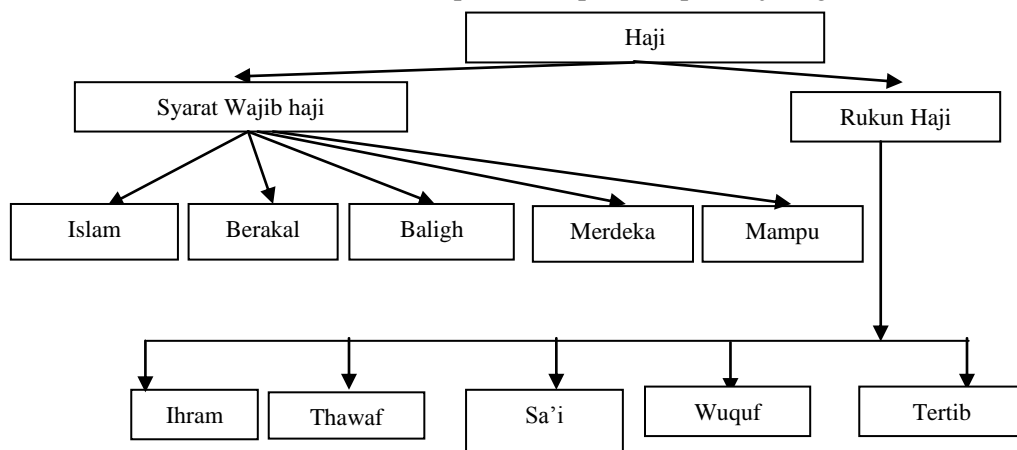 Haji
Syarat Wajib haji
Rukun Haji
Islam
Berakal
Baligh
Merdeka
Mampu
Ihram
Thawaf
Sa’i
Wuquf
Tertib